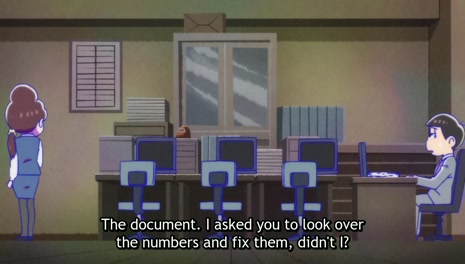 The document. I asked you to look over
the numbers and fix them, didn't I?